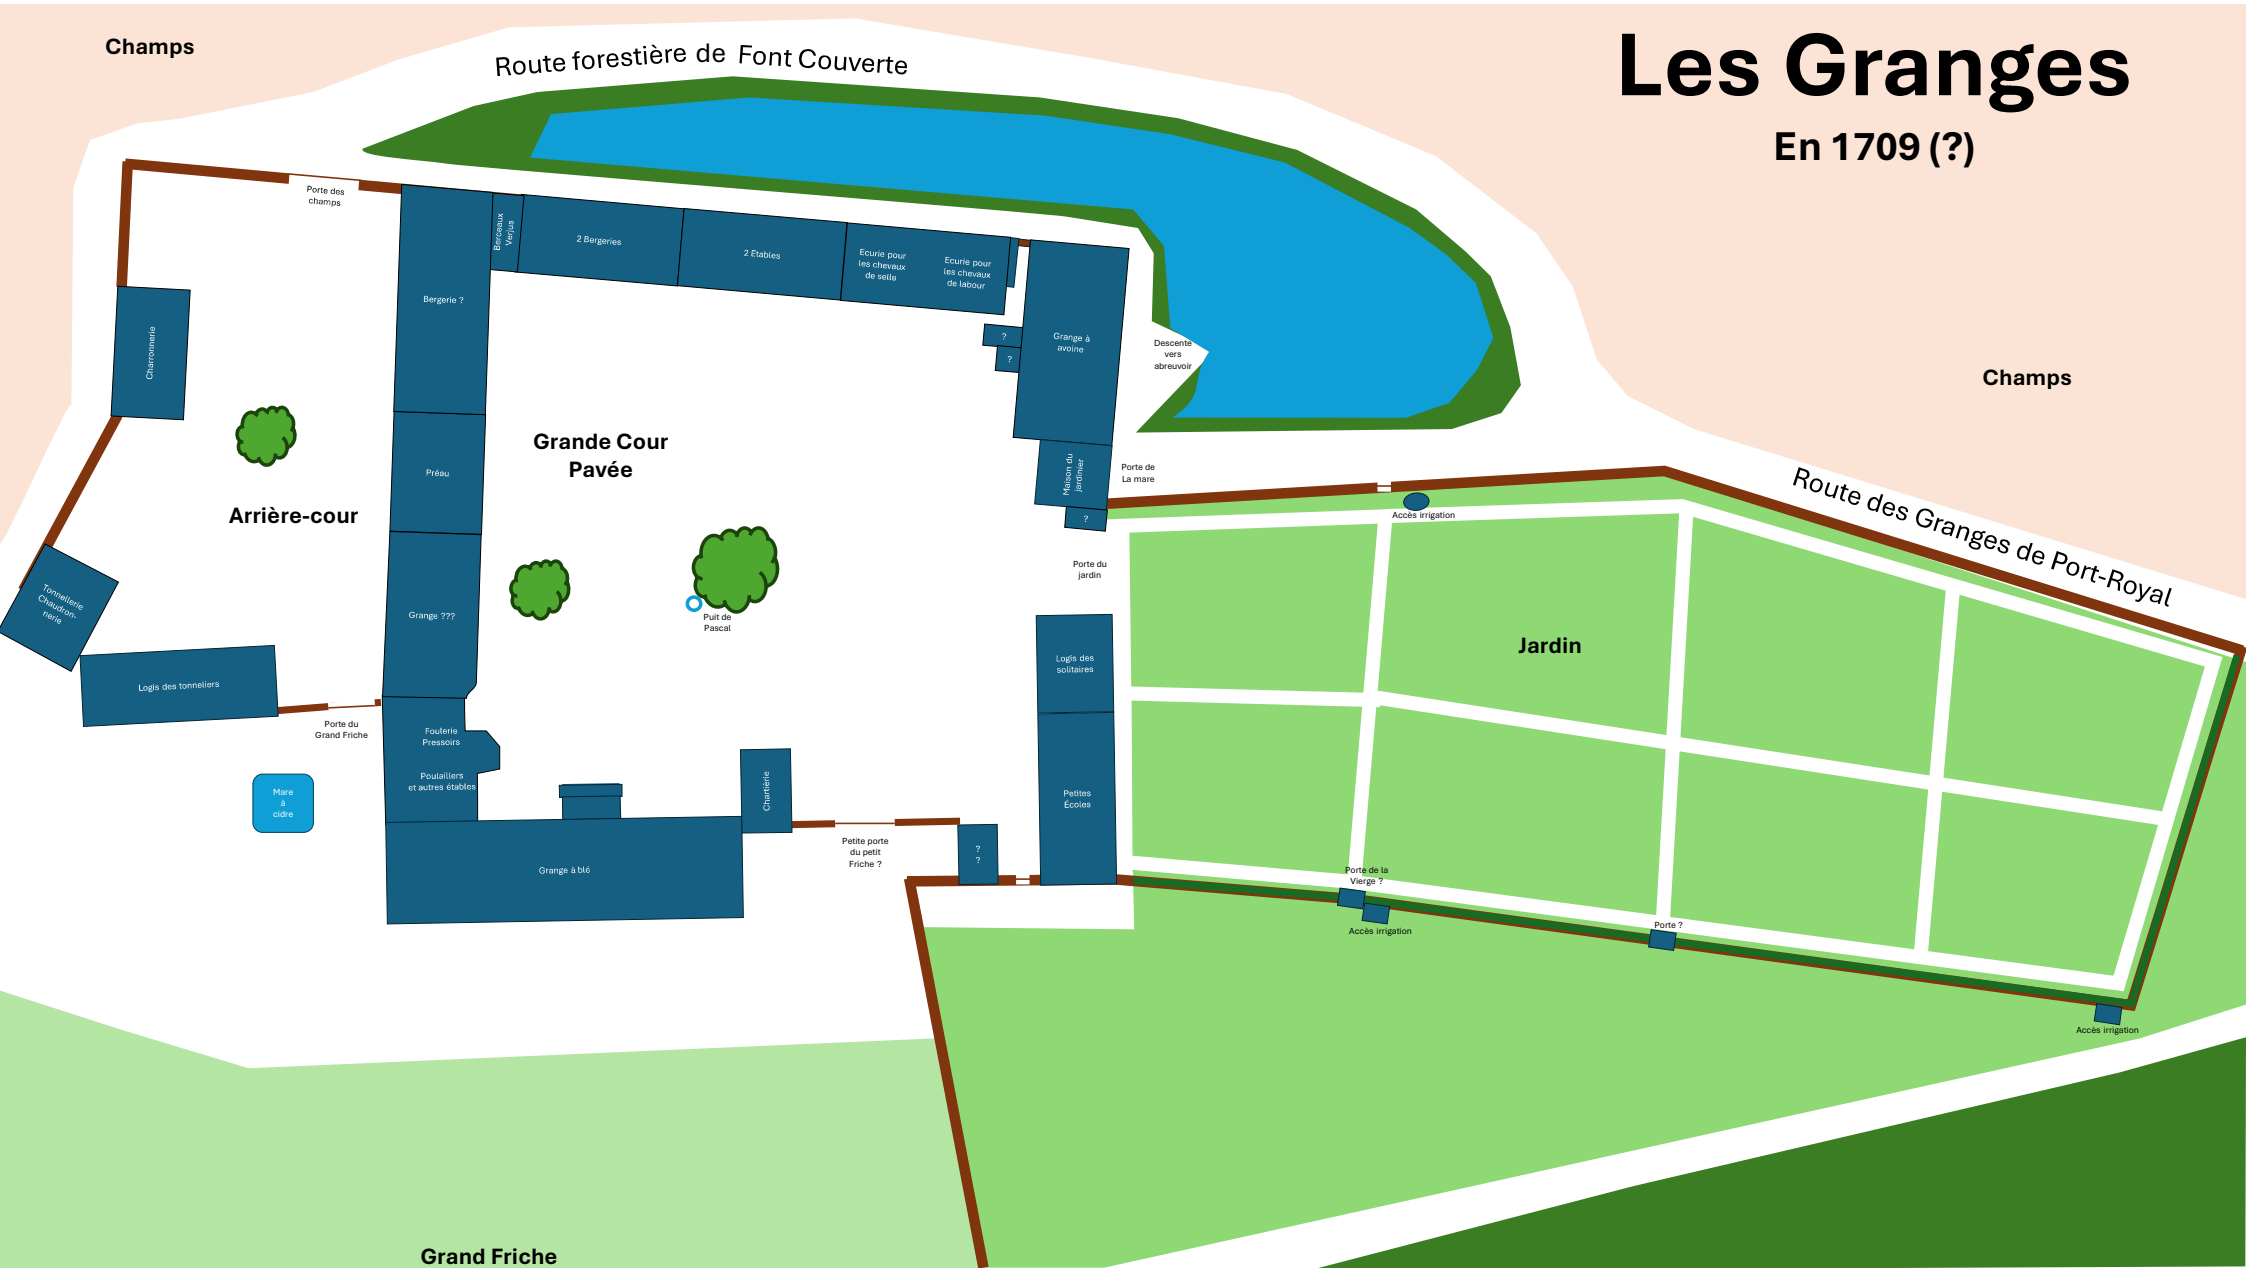 Les Granges
En 1709 (?)
Champs
Route forestière de Font Couverte
Porte des
champs
Berceaux
Verjus
2 Bergeries
2 Etables
Ecurie pour
les chevaux
de selle
Ecurie pour
les chevaux
de labour
Bergerie ?
Charronnerie
?
?
Grange à
avoine
Descente
vers
abreuvoir
Champs
Grande Cour
Pavée
Préau
Maison du
jardinier
Porte de
La mare
?
Accès irrigation
Route des Granges de Port-Royal
Arrière-cour
Porte du
jardin
Tonnellerie
Chaudron-
nerie
Grange ???
Puit de
Pascal
Logis des
solitaires
Jardin
Logis des tonneliers
Porte du
Grand Friche
Foulerie
Pressoirs
Poulaillers
et autres étables
Mare
à
cidre
Chartièrie
Petites
Écoles
Petite porte
du petit
Friche ?
?
?
Grange à blé
Porte de la
Vierge ?
Accès irrigation
Porte ?
Accès irrigation
Grand Friche